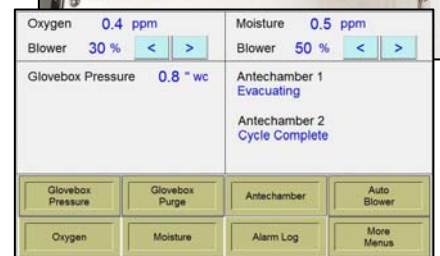 Oxygen 0.4 ppm
Blower 30 % < >
Moisture 0.5 ppm
Blower 50 % < >
Glovebox Pressure 0.8 " wc
Antechamber 1
Evacuating
Antechamber 2
Cycle Complete
Glovebox
Pressure
Glovebox
Purge
Antechamber
Auto
Blower
Oxygen
Moisture
Alarm Log
More
Menus